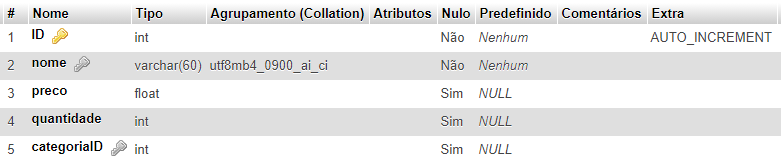 # Nome Tipo Agrupamento (Collation) Atributos Nulo Predefinido Comentários Extra
1 ID int Não Nenhum AUTO_INCREMENT
2 nome varchar(60) utf8mb4_0900_ai_ci Não Nenhum
3 preco float Sim NULL
4 quantidade int Sim NULL
5 categoriaID int Sim NULL